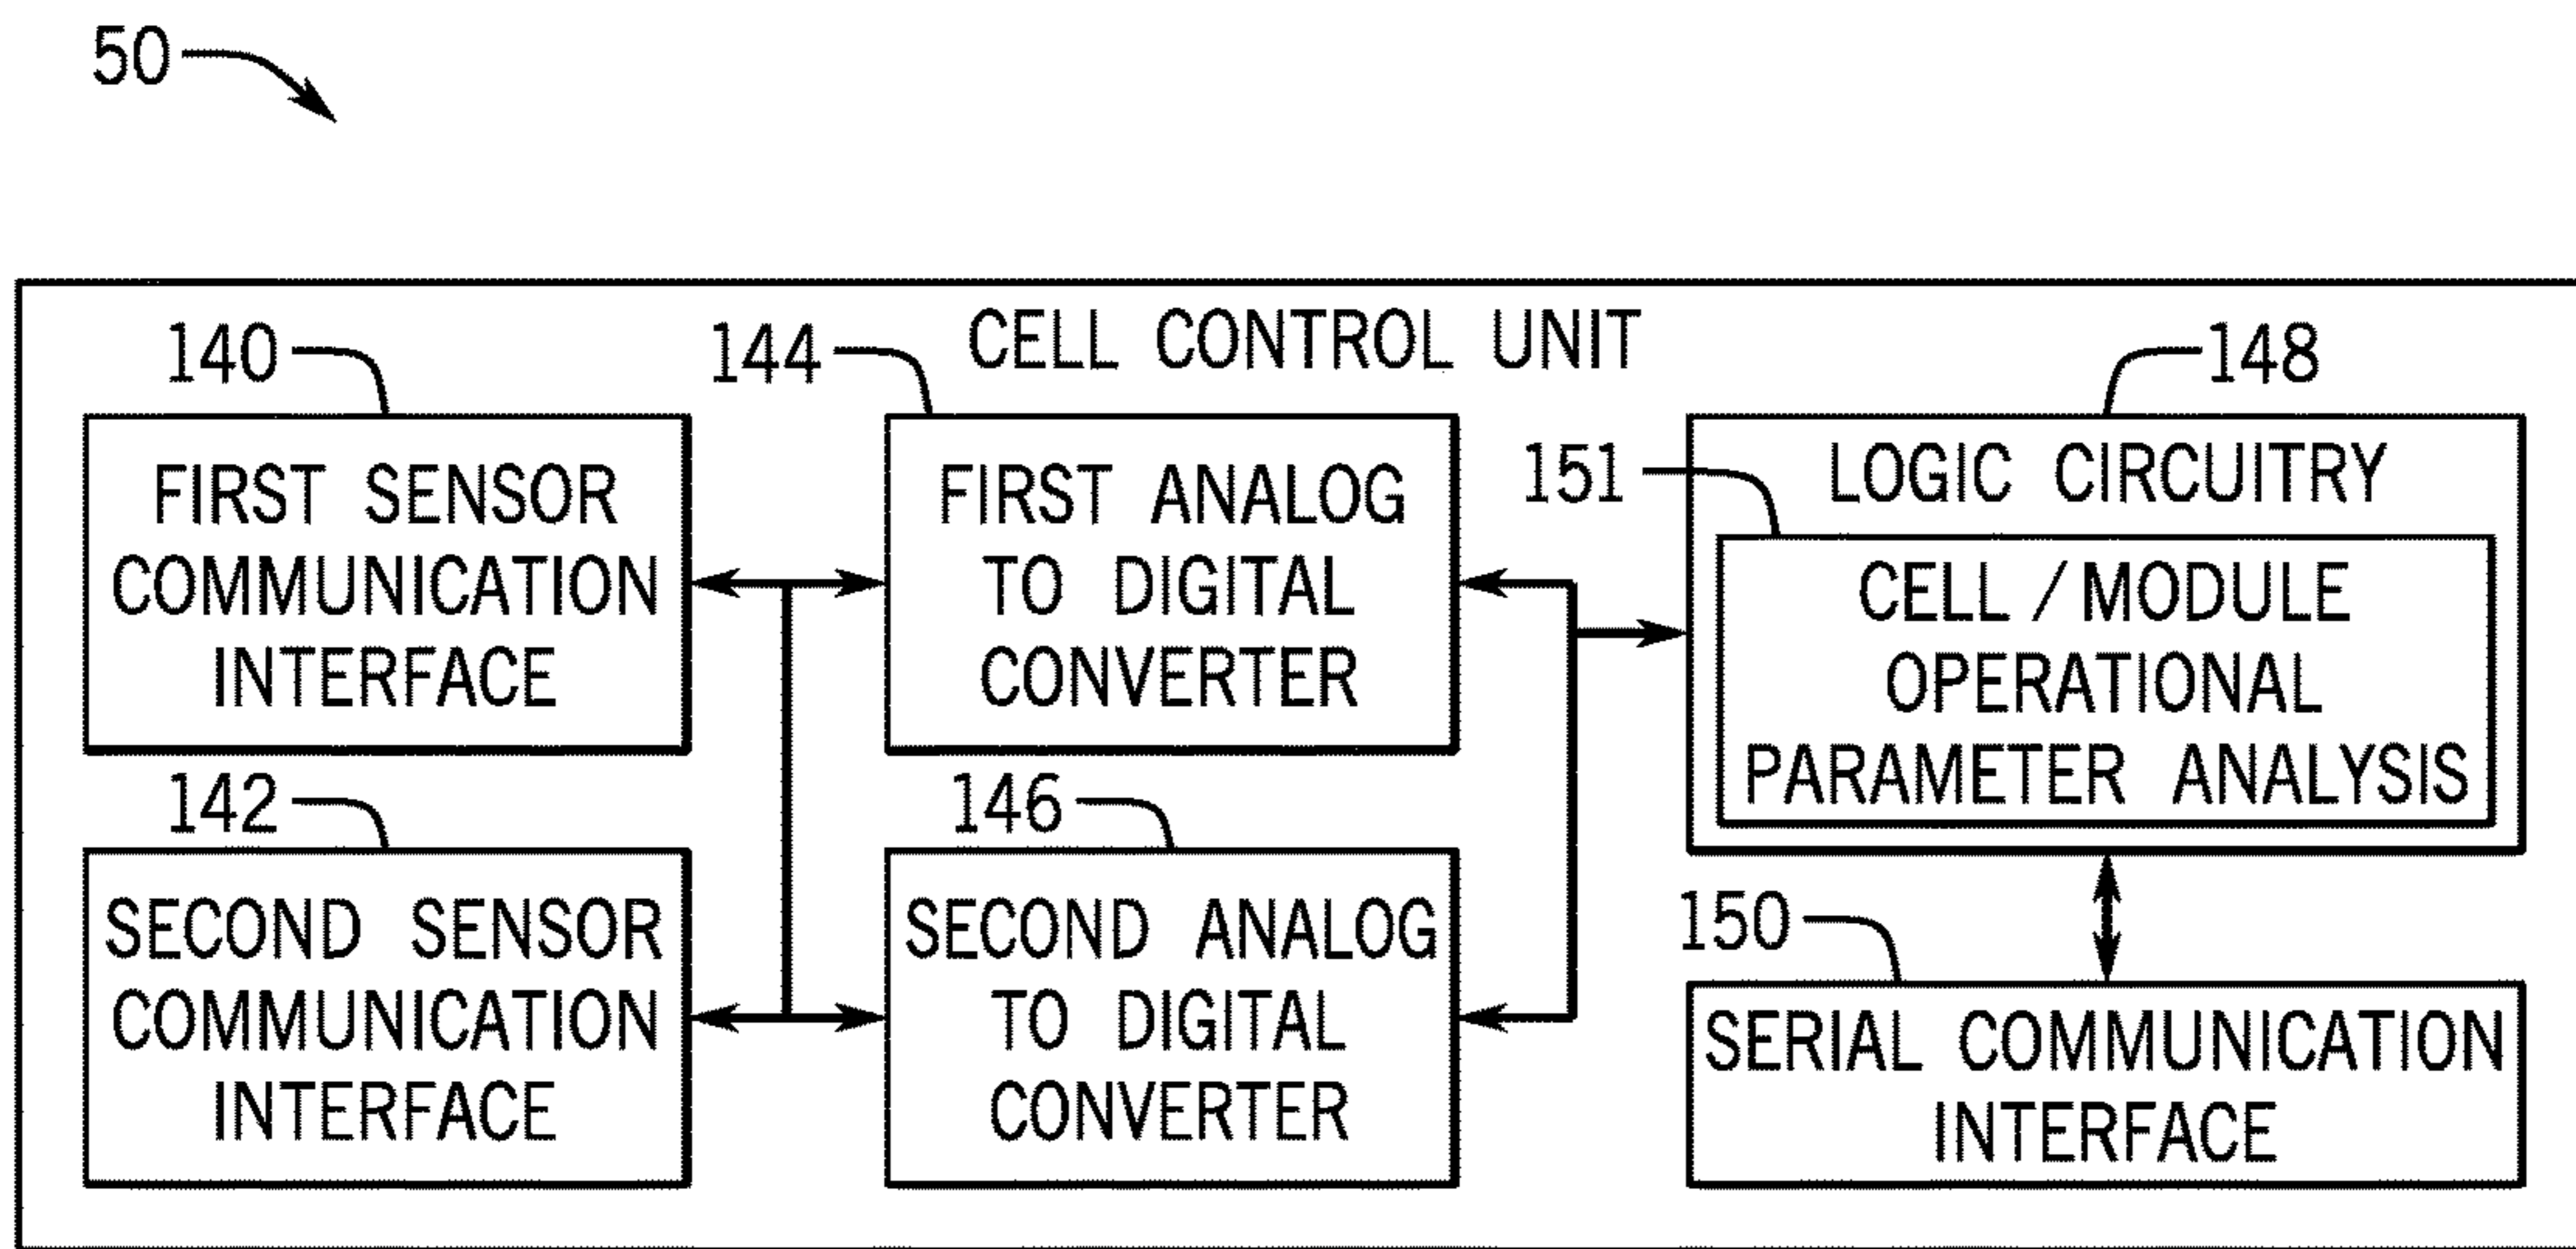 50
CELL CONTROL UNIT
140
FIRST SENSOR
COMMUNICATION
INTERFACE
142
SECOND SENSOR
COMMUNICATION
INTERFACE
144
FIRST ANALOG
TO DIGITAL
CONVERTER
146
SECOND ANALOG
TO DIGITAL
CONVERTER
148
LOGIC CIRCUITRY
151
CELL / MODULE
OPERATIONAL
PARAMETER ANALYSIS
150
SERIAL COMMUNICATION
INTERFACE